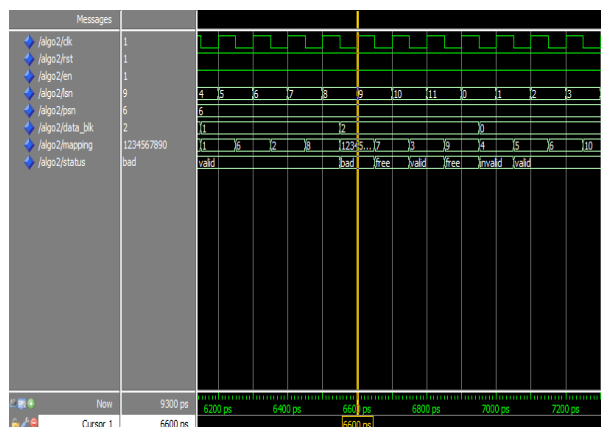 Messages
/algo2/clk 1
/algo2/rst 1
/algo2/en 1
/algo2/lsn 9 4 5 6 7 8 9 10 11 0 1 2 3
/algo2/psn 6 6
/algo2/data_blk 2 1 2 0
/algo2/mapping 1234567890 1 6 2 8 12345... 7 3 9 4 5 6 10
/algo2/status bad valid bad free valid free invalid valid
Now 9300 ps 6200 ps 6400 ps 6600 ps 6800 ps 7000 ps 7200 ps
Cursor 1 6600 ps 6600 ps